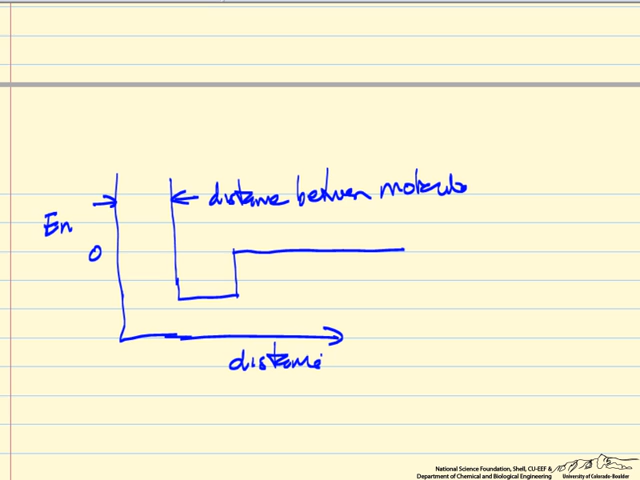 distance between molecules
En
0
distance
National Science Foundation, Shell, CU-EEF &
Department of Chemical and Biological Engineering
University of Colorado-Boulder